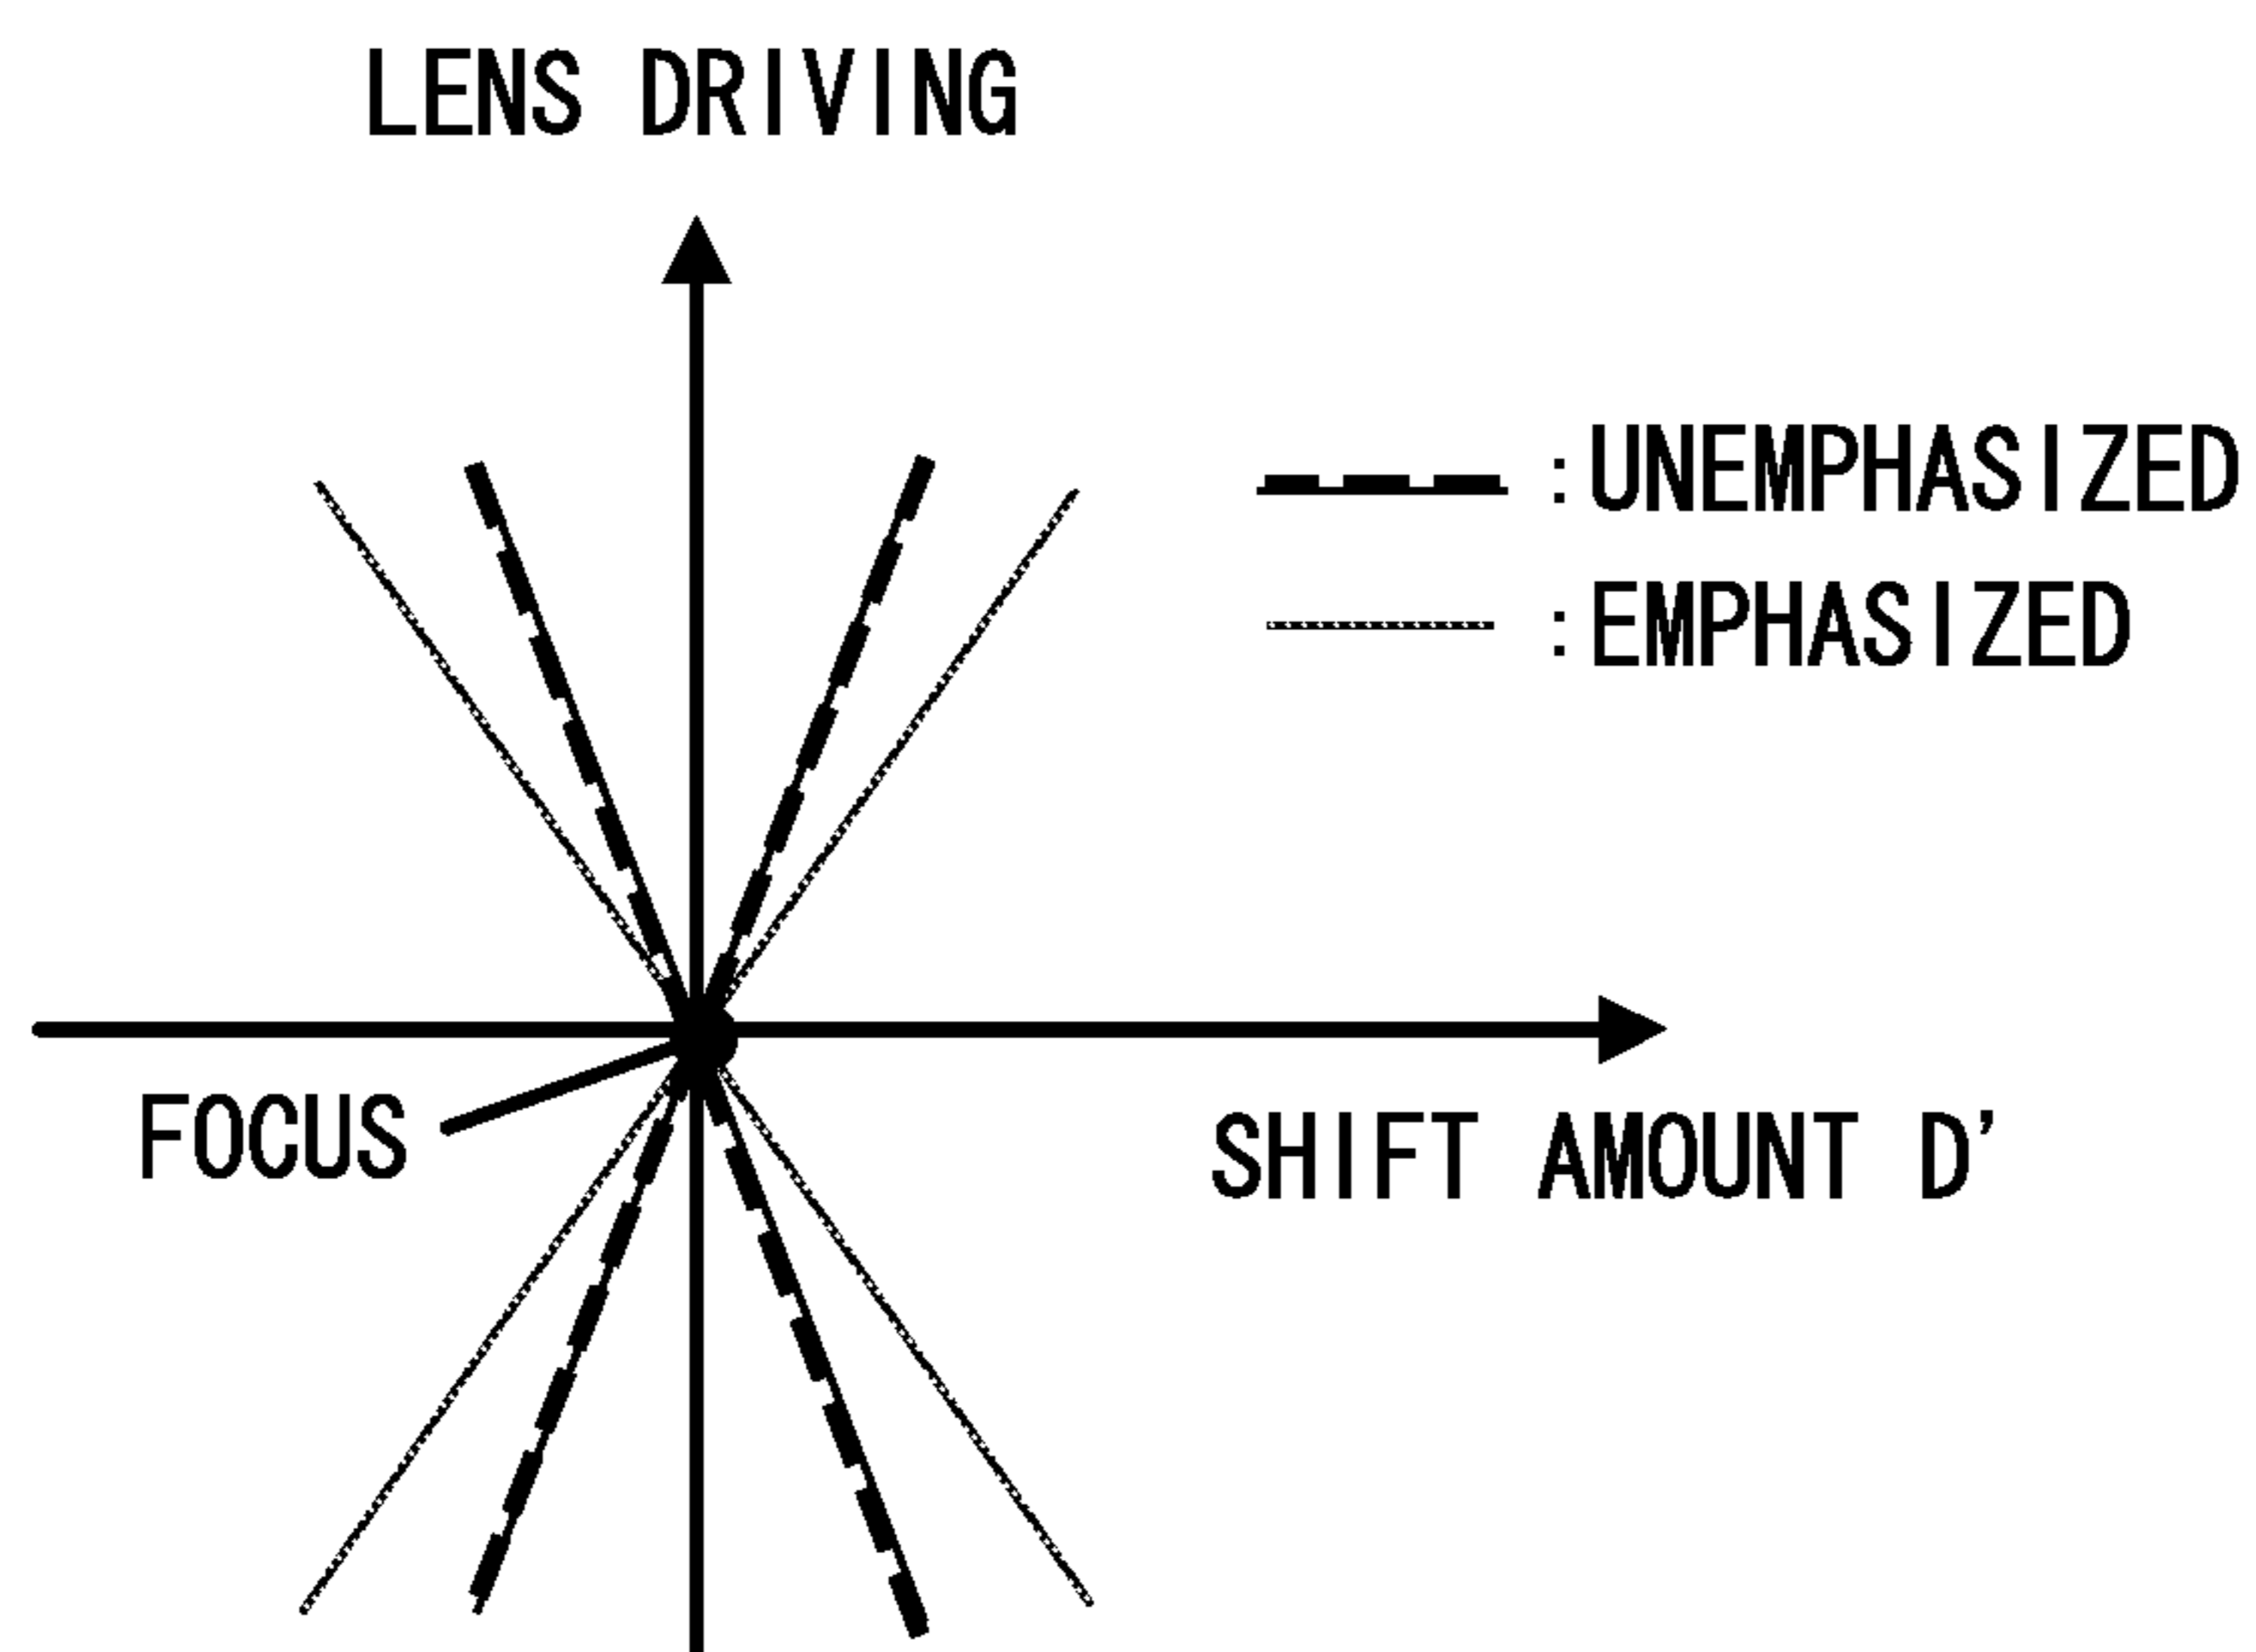 LENS DRIVING
: UNEMPHASIZED
: EMPHASIZED
FOCUS
SHIFT AMOUNT D'